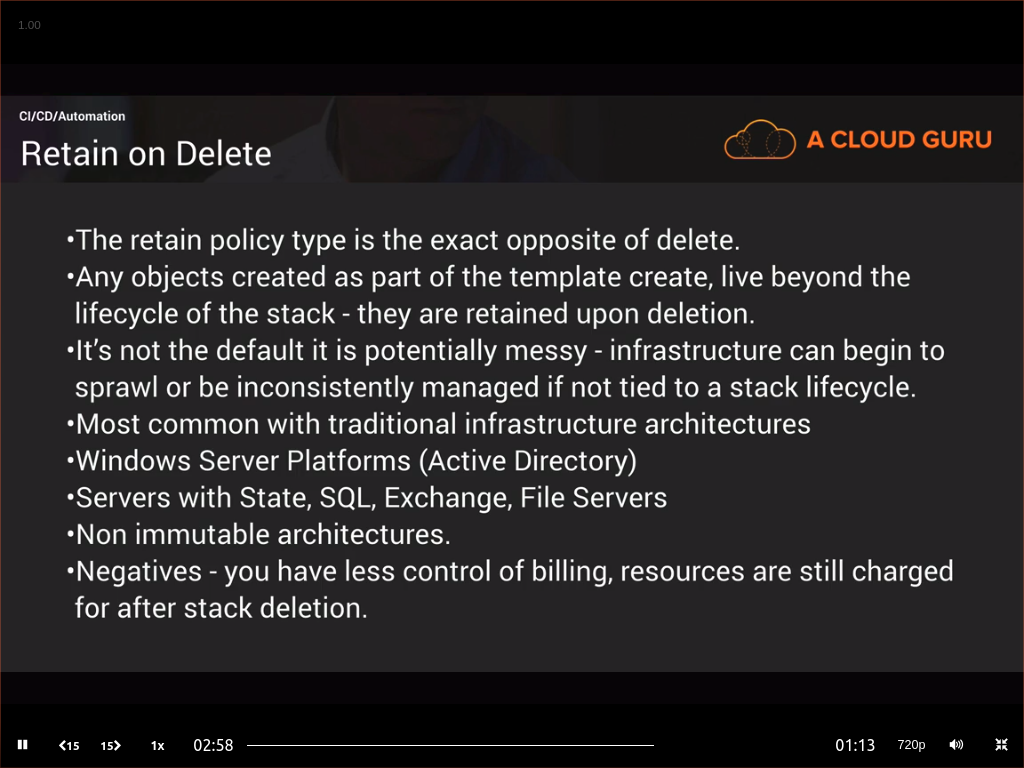 1.00
CI/CD/Automation
Retain on Delete
A CLOUD GURU
•The retain policy type is the exact opposite of delete.
•Any objects created as part of the template create, live beyond the
lifecycle of the stack - they are retained upon deletion.
•It’s not the default it is potentially messy - infrastructure can begin to
sprawl or be inconsistently managed if not tied to a stack lifecycle.
•Most common with traditional infrastructure architectures
•Windows Server Platforms (Active Directory)
•Servers with State, SQL, Exchange, File Servers
•Non immutable architectures.
•Negatives - you have less control of billing, resources are still charged
for after stack deletion.
15 15 1x 02:58 01:13 720p